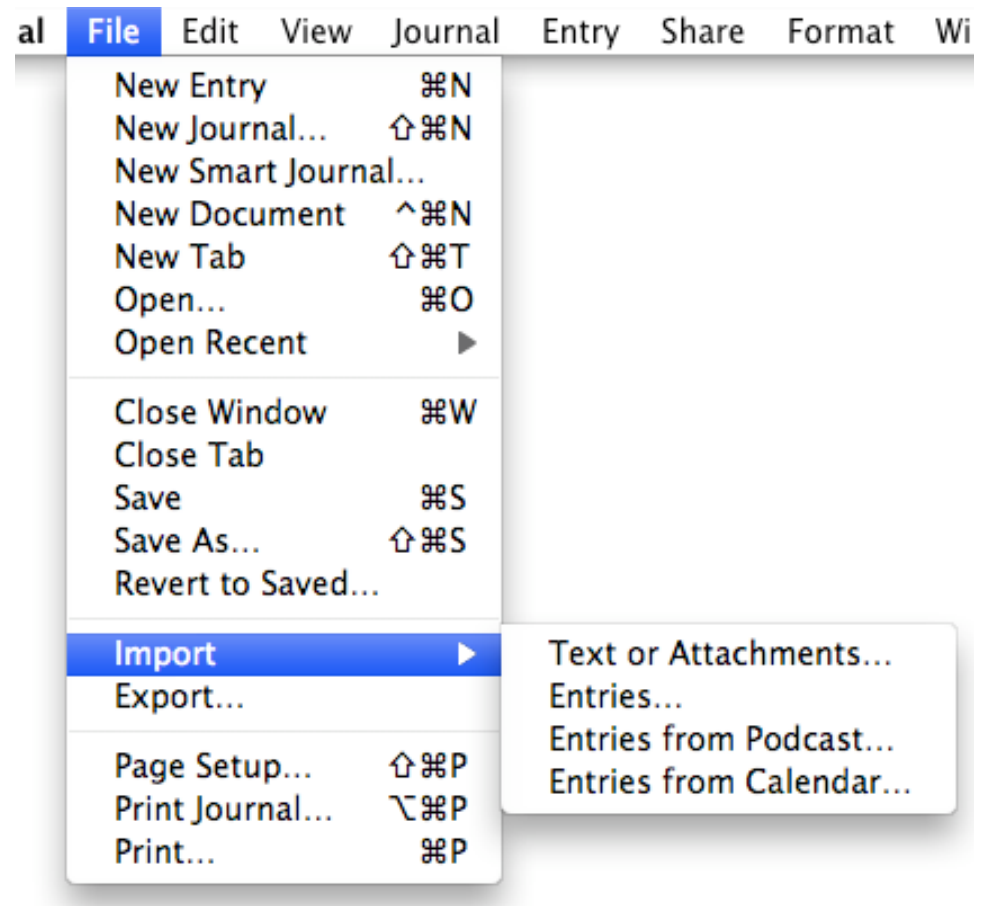 al File Edit View Journal Entry Share Format Wi
New Entry ⌘N
New Journal... ⇧⌘N
New Smart Journal...
New Document ^⌘N
New Tab ⇧⌘T
Open... ⌘O
Open Recent ▶
Close Window ⌘W
Close Tab
Save ⌘S
Save As... ⇧⌘S
Revert to Saved...
Import ▶
Text or Attachments...
Entries...
Entries from Podcast...
Entries from Calendar...
Export...
Page Setup... ⇧⌘P
Print Journal... ⌥⌘P
Print... ⌘P